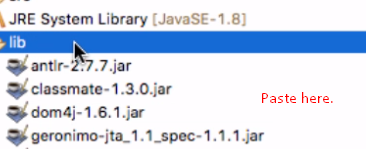 JRE System Library [JavaSE-1.8]
lib
antlr-2.7.7.jar
classmate-1.3.0.jar
Paste here.
dom4j-1.6.1.jar
geronimo-jta_1.1_spec-1.1.1.jar